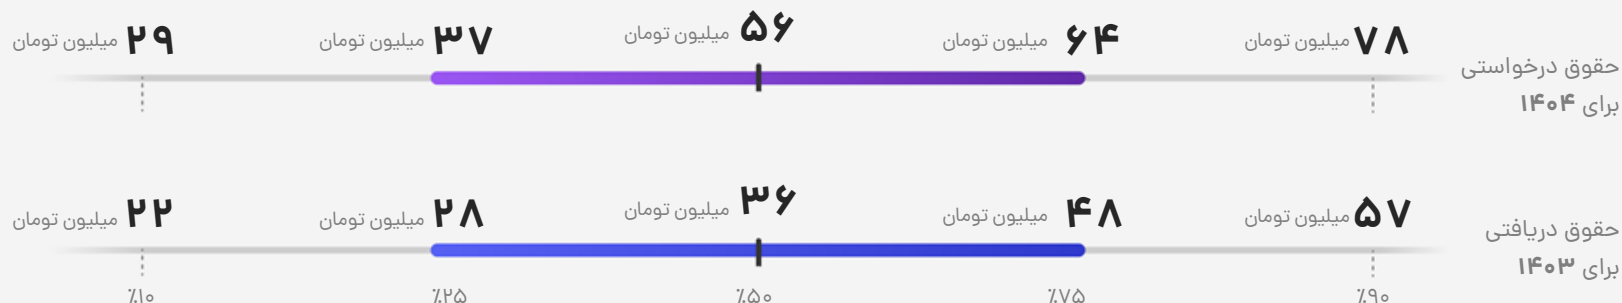 حقوق درخواستی
برای ۱۴۰۴
۷۸ میلیون تومان
۶۴ میلیون تومان
۵۶ میلیون تومان
۳۷ میلیون تومان
۲۹ میلیون تومان
حقوق دریافتی
برای ۱۴۰۳
۵۷ میلیون تومان
۴۸ میلیون تومان
۳۶ میلیون تومان
۲۸ میلیون تومان
۲۲ میلیون تومان
٪۹۰
٪۷۵
٪۵۰
٪۲۵
٪۱۰